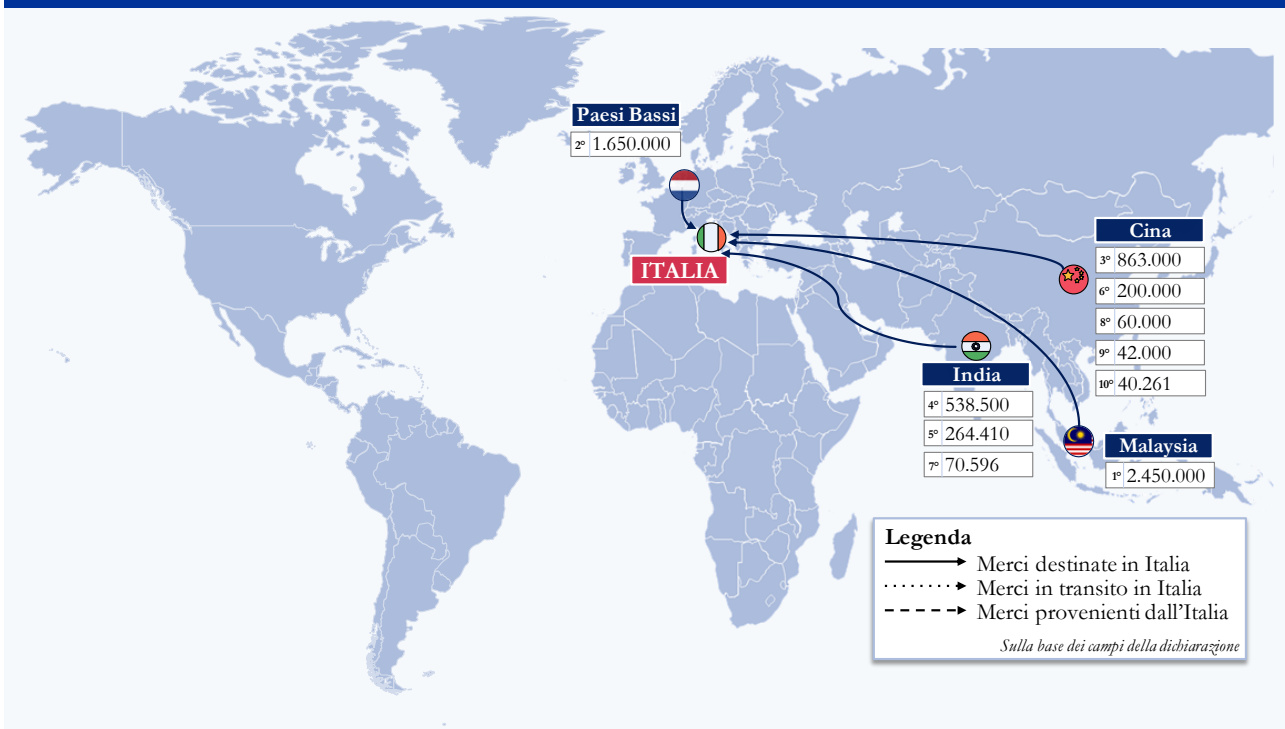 Paesi Bassi
2° 1.650.000
ITALIA
Cina
3° 863.000
6° 200.000
8° 60.000
9° 42.000
10° 40.261
India
4° 538.500
5° 264.410
7° 70.596
Malaysia
1° 2.450.000
Legenda
Merci destinate in Italia
Merci in transito in Italia
Merci provenienti dall'Italia
Sulla base dei campi della dichiarazione